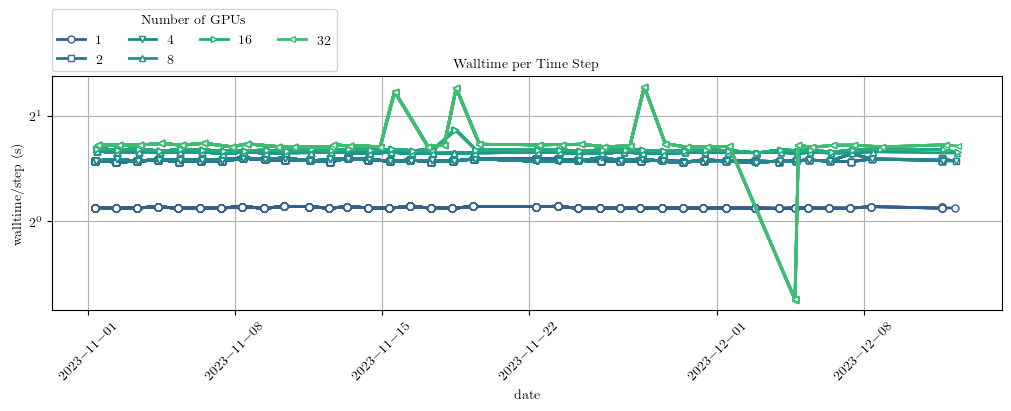 Number of GPUs
1 4 16 32
2 8
Walltime per Time Step
2^1
2^0
walltime/step (s)
2023−11−01 2023−11−08 2023−11−15 2023−11−22 2023−12−01 2023−12−08
date